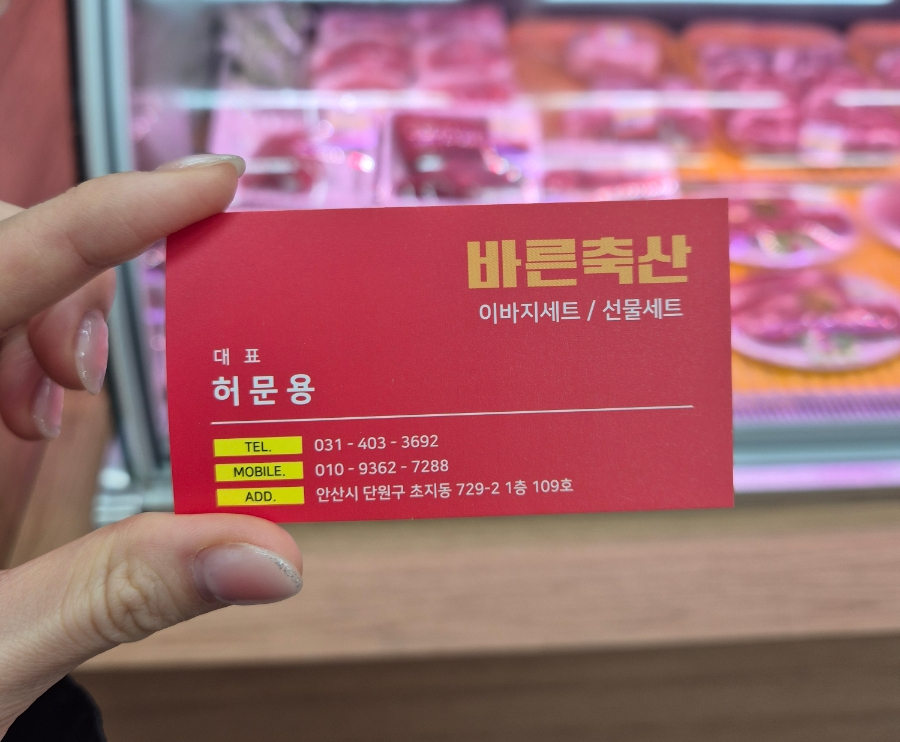 바른축산
이바지세트 / 선물세트
대 표
허 문 용
TEL. 031 - 403 - 3692
MOBILE. 010 - 9362 - 7288
ADD. 안산시 단원구 초지동 729-2 1층 109호